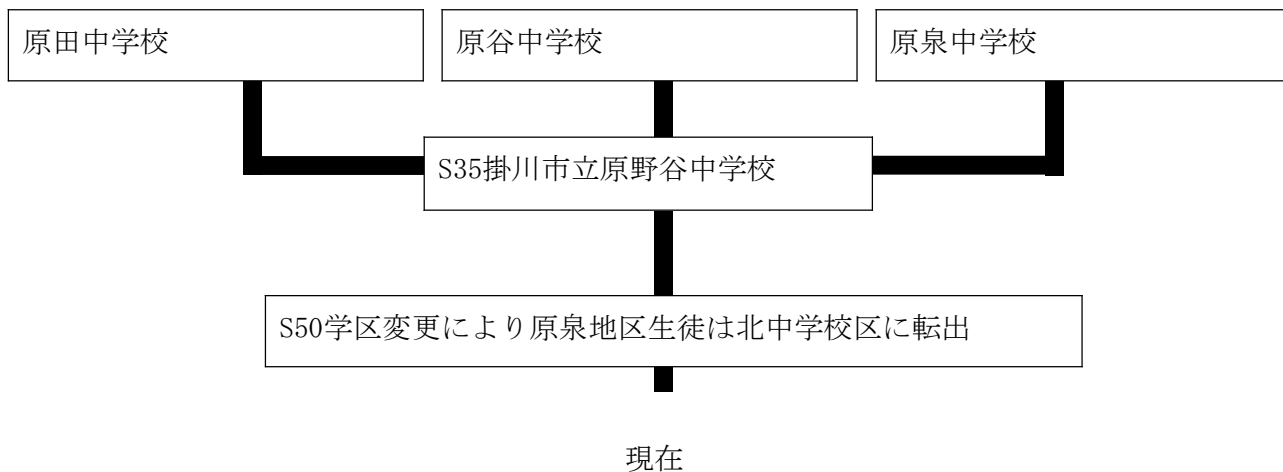 原田中学校
原谷中学校
原泉中学校
S35掛川市立原野谷中学校
S50学区変更により原泉地区生徒は北中学校区に転出
現在